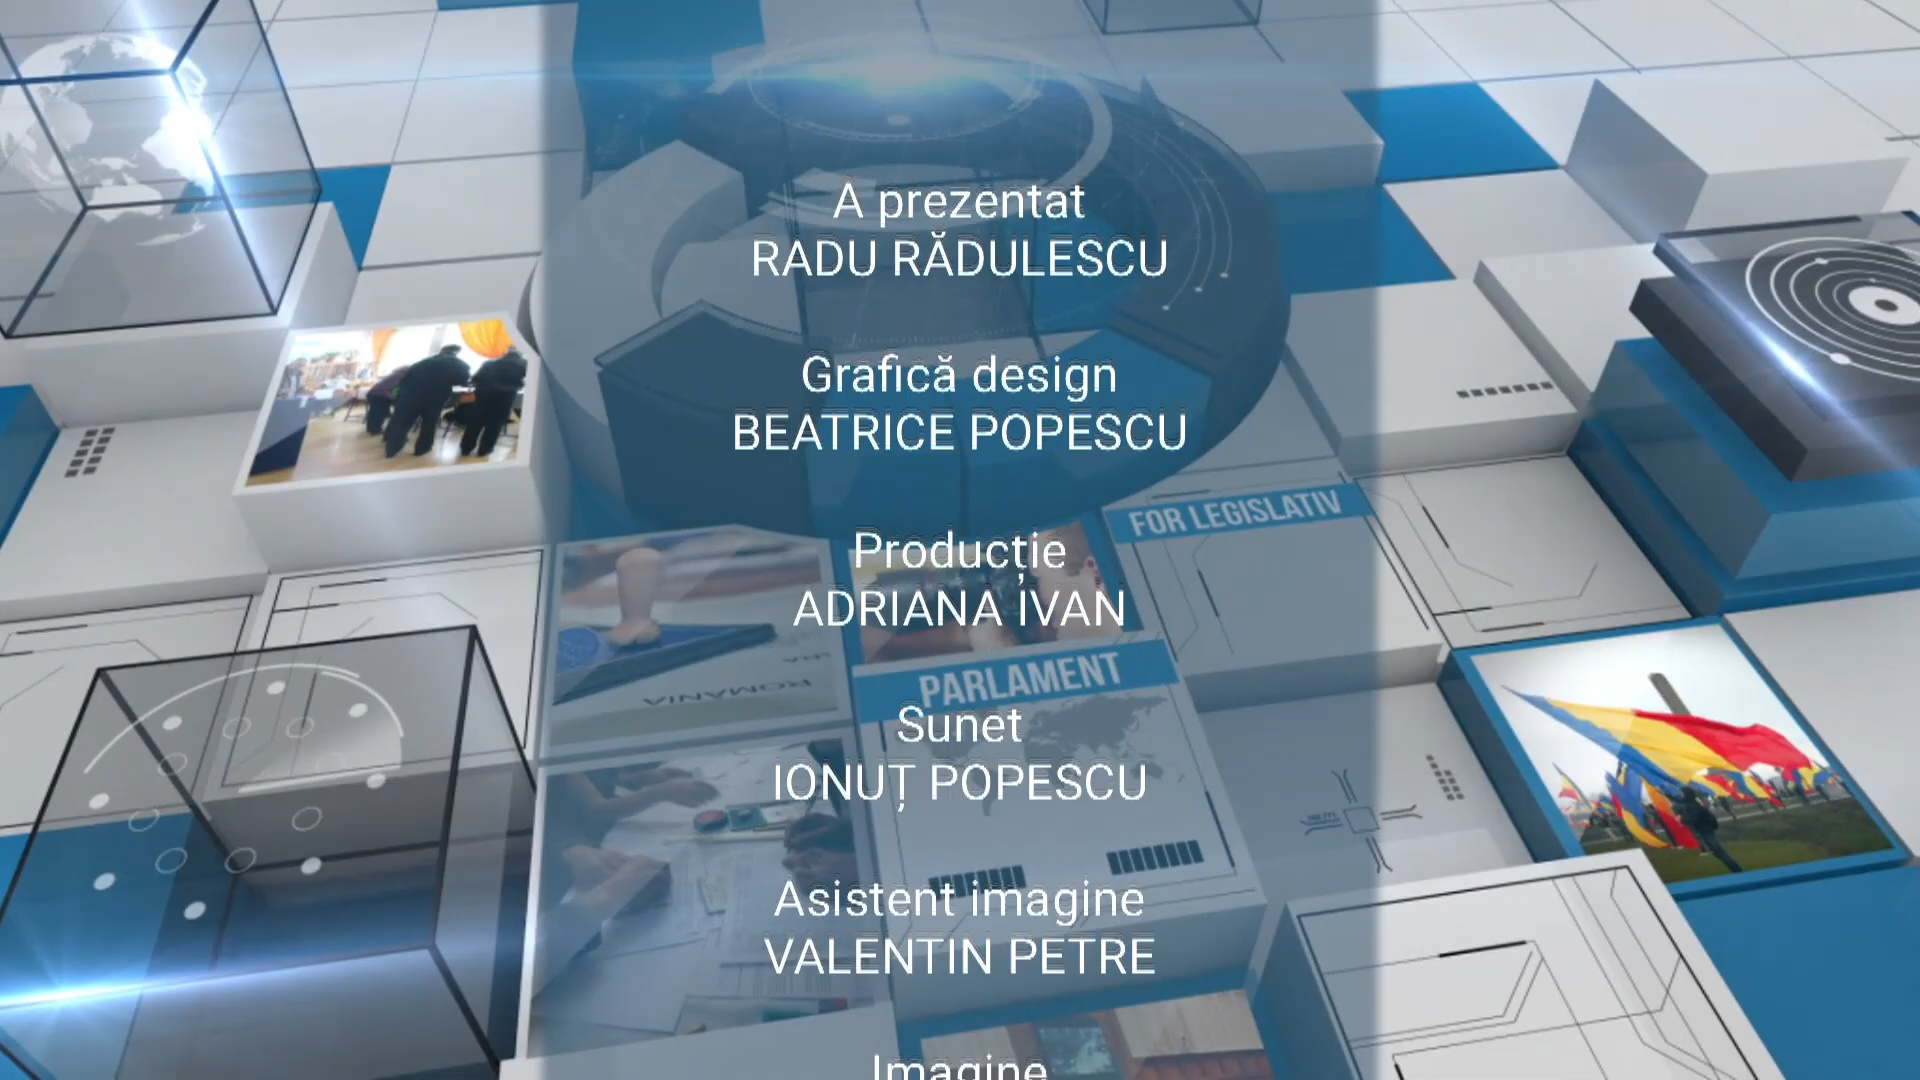 A prezentat
RADU RĂDULESCU
Grafică design
BEATRICE POPESCU
FOR LEGISLATIV
Producție
ADRIANA IVAN
ROMANIA
PARLAMENT
Sunet
IONUȚ POPESCU
Asistent imagine
VALENTIN PETRE
Imagine